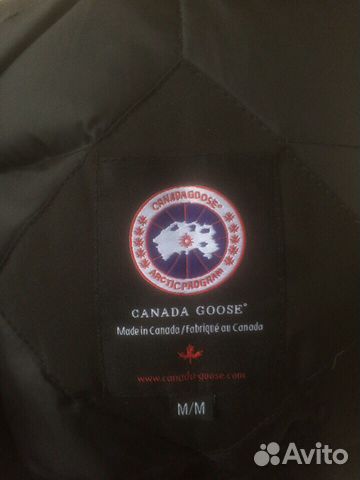 CANADA GOOSE®
ARCTIC PROGRAM
CANADA GOOSE®
Made in Canada / Fabriqué au Canada
www.canada-goose.com
M/M
Avito